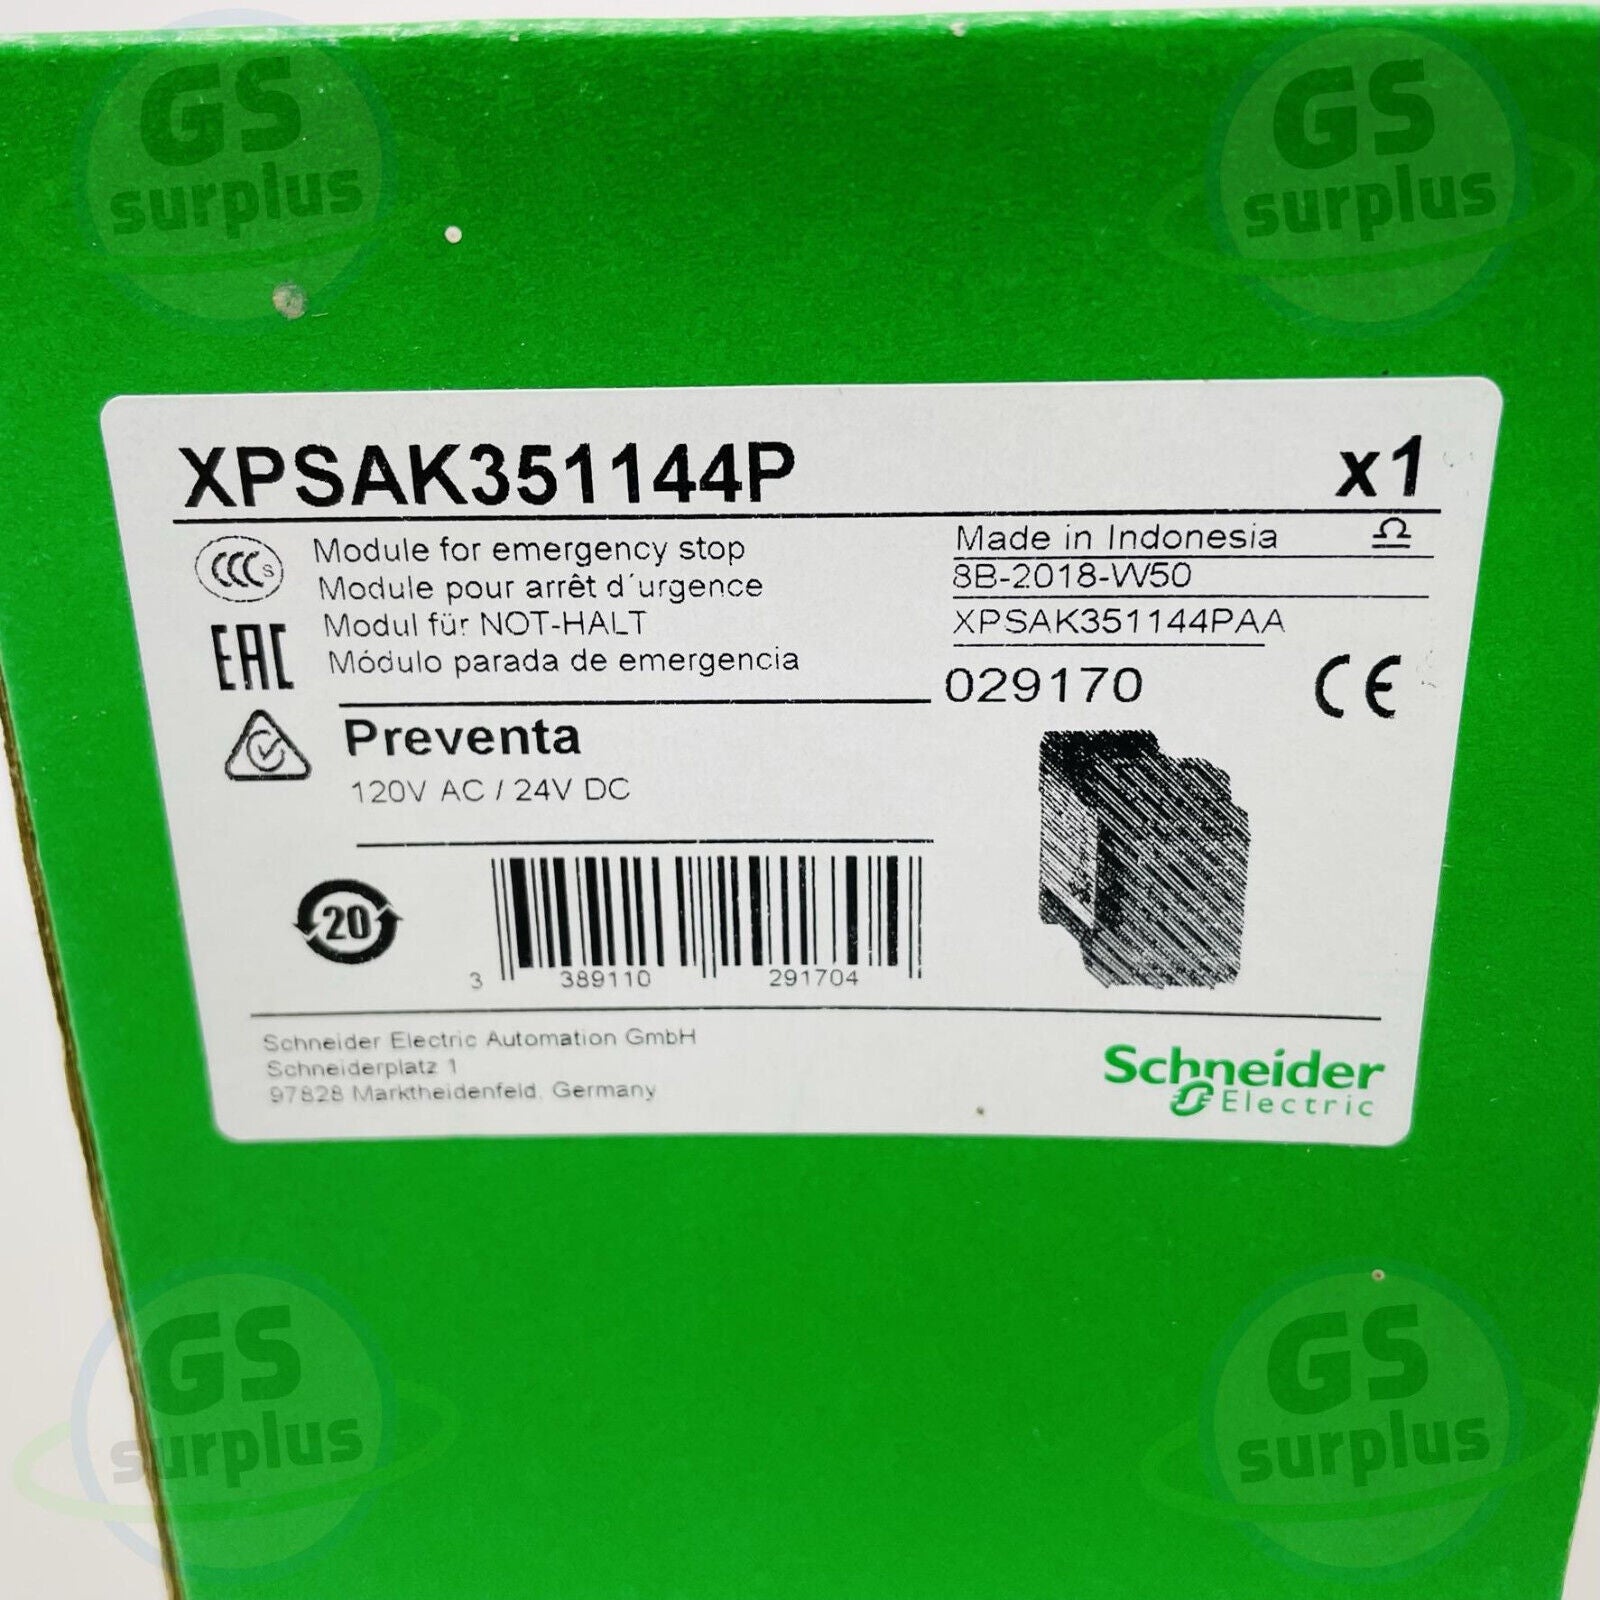 GS
surplus
GS
surplus
XPSAK351144P
x1
CCC S
Module for emergency stop
Module pour arrêt d´urgence
Modul für NOT-HALT
Módulo parada de emergencia
Made in Indonesia
8B-2018-W50
XPSAK351144PAA
029170
EAC
CE
Preventa
120V AC / 24V DC
20
3 389110 291704
Schneider Electric Automation GmbH
Schneiderplatz 1
97828 Marktheidenfeld, Germany
Schneider
Electric
GS
surplus
GS
surplus